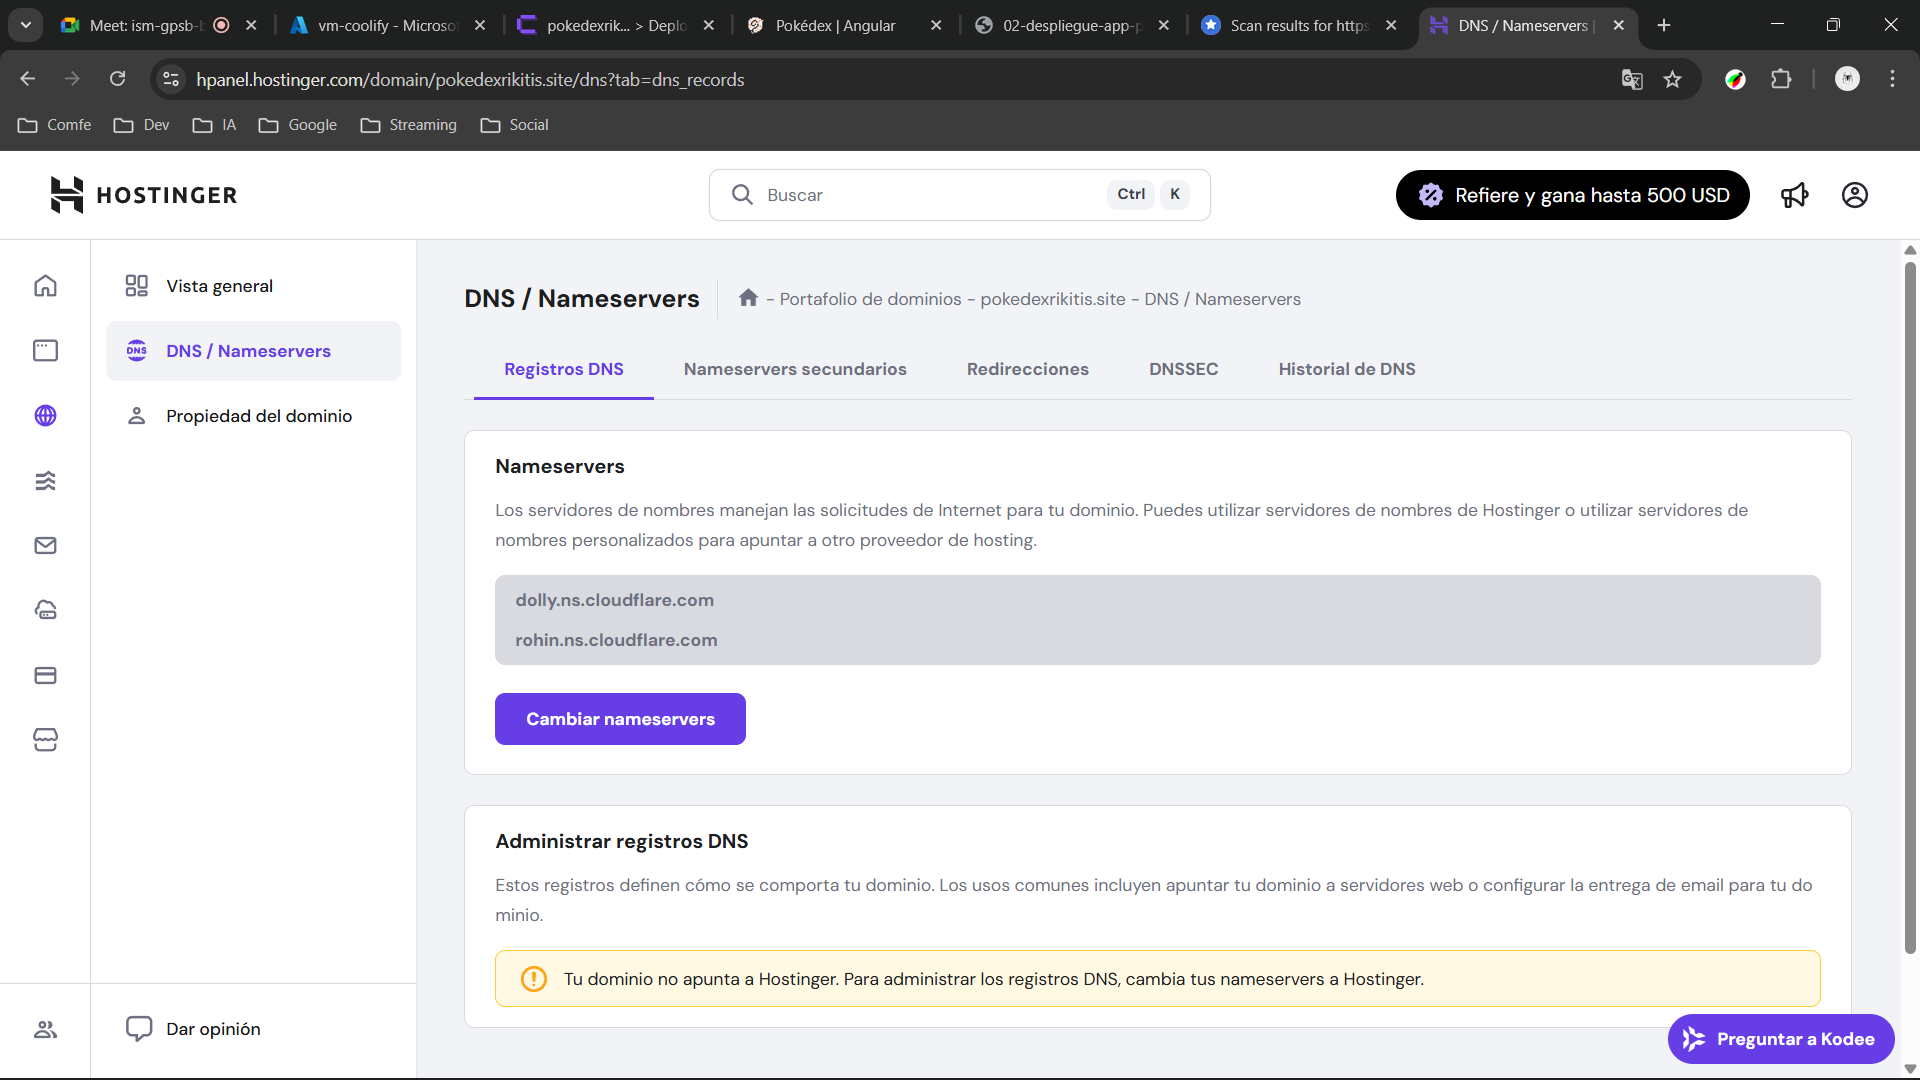 Meet: ism-gpsb-b
vm-coolify - Microso
pokedexrik... > Deplo
Pokédex | Angular
02-despliegue-app-p
Scan results for https
DNS / Nameservers |
hpanel.hostinger.com/domain/pokedexrikitis.site/dns?tab=dns_records
Comfe
Dev
IA
Google
Streaming
Social
HOSTINGER
Buscar
Ctrl
K
Refiere y gana hasta 500 USD
Vista general
DNS
DNS / Nameservers
Propiedad del dominio
Dar opinión
DNS / Nameservers
- Portafolio de dominios - pokedexrikitis.site - DNS / Nameservers
Registros DNS
Nameservers secundarios
Redirecciones
DNSSEC
Historial de DNS
Nameservers
Los servidores de nombres manejan las solicitudes de Internet para tu dominio. Puedes utilizar servidores de nombres de Hostinger o utilizar servidores de
nombres personalizados para apuntar a otro proveedor de hosting.
dolly.ns.cloudflare.com
rohin.ns.cloudflare.com
Cambiar nameservers
Administrar registros DNS
Estos registros definen cómo se comporta tu dominio. Los usos comunes incluyen apuntar tu dominio a servidores web o configurar la entrega de email para tu do
minio.
Tu dominio no apunta a Hostinger. Para administrar los registros DNS, cambia tus nameservers a Hostinger.
Preguntar a Kodee